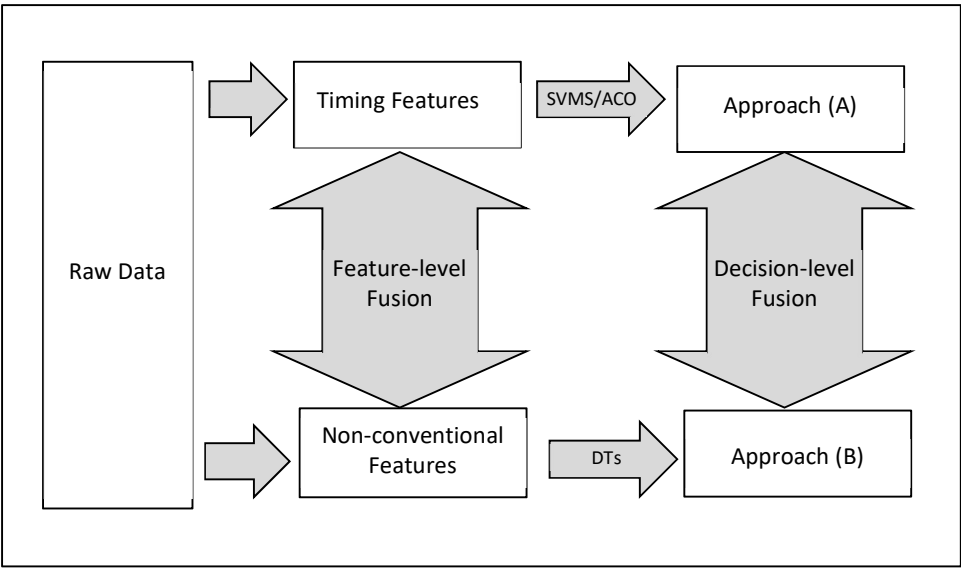 Raw Data
Timing Features
SVMS/ACO
Approach (A)
Feature-level
Fusion
Decision-level
Fusion
Non-conventional
Features
DTs
Approach (B)